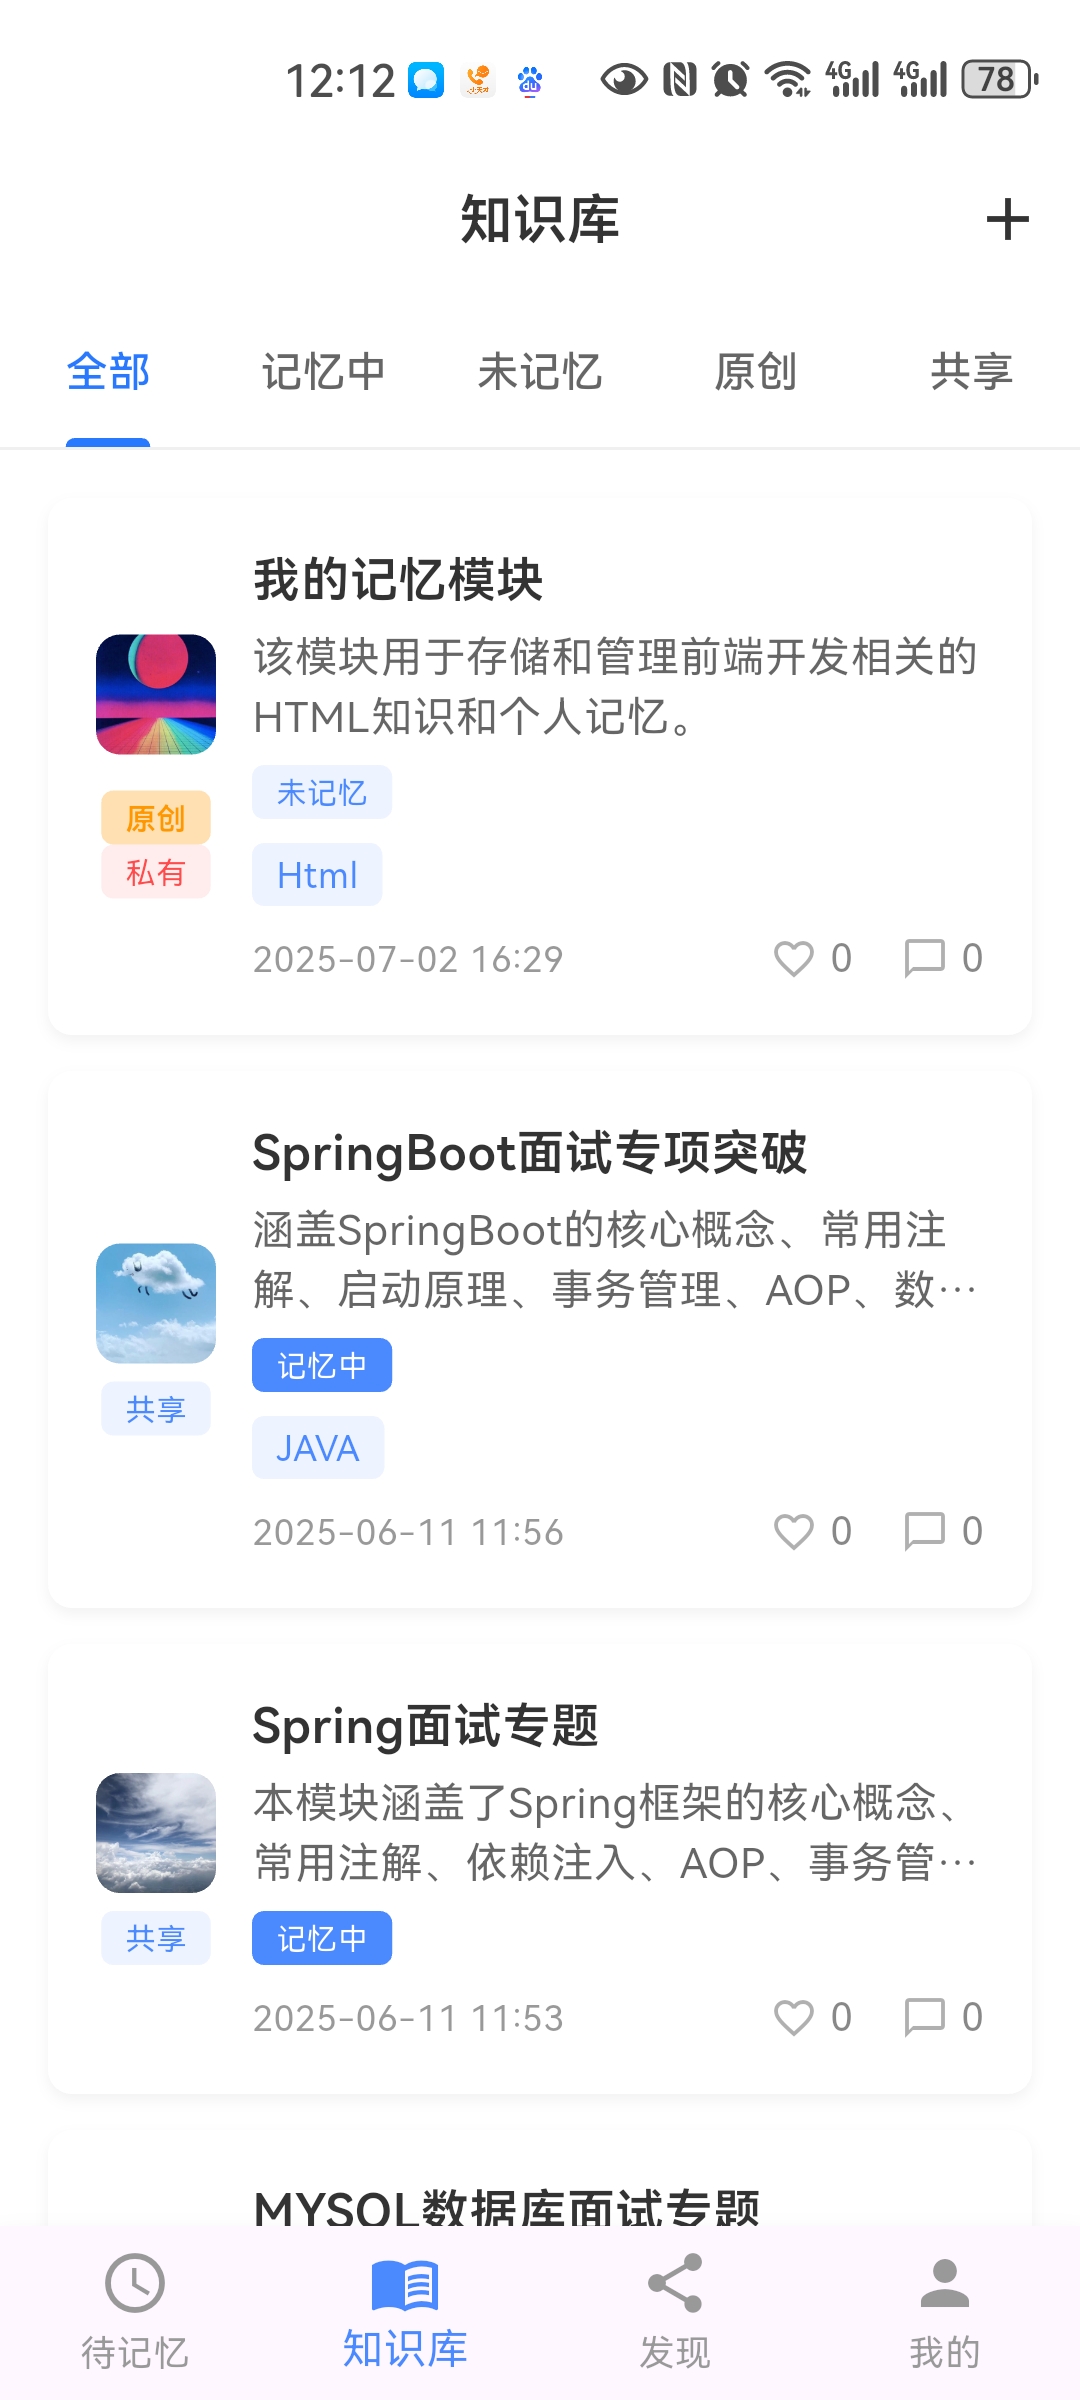 12:12
4G
4G
78
知识库
全部
记忆中
未记忆
原创
共享
我的记忆模块
该模块用于存储和管理前端开发相关的
HTML知识和个人记忆。
未记忆
原创
私有
Html
2025-07-02 16:29
0
0
SpringBoot面试专项突破
涵盖SpringBoot的核心概念、常用注
解、启动原理、事务管理、AOP、数…
记忆中
共享
JAVA
2025-06-11 11:56
0
0
Spring面试专题
本模块涵盖了Spring框架的核心概念、
常用注解、依赖注入、AOP、事务管…
共享
记忆中
2025-06-11 11:53
0
0
MYSQL数据库面试专题
待记忆
知识库
发现
我的